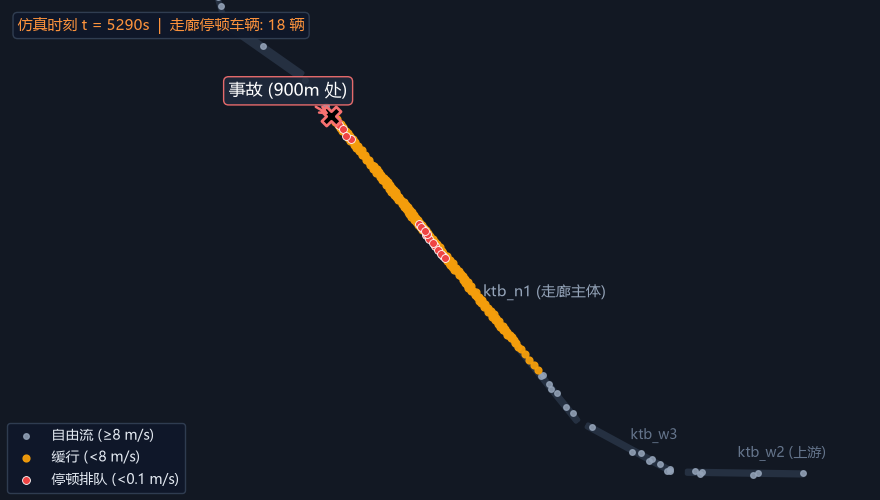 仿真时刻 t = 5290s | 走廊停顿车辆: 18 辆
事故 (900m 处)
ktb_n1 (走廊主体)
ktb_w3
ktb_w2 (上游)
自由流 (≥8 m/s)
缓行 (<8 m/s)
停顿排队 (<0.1 m/s)